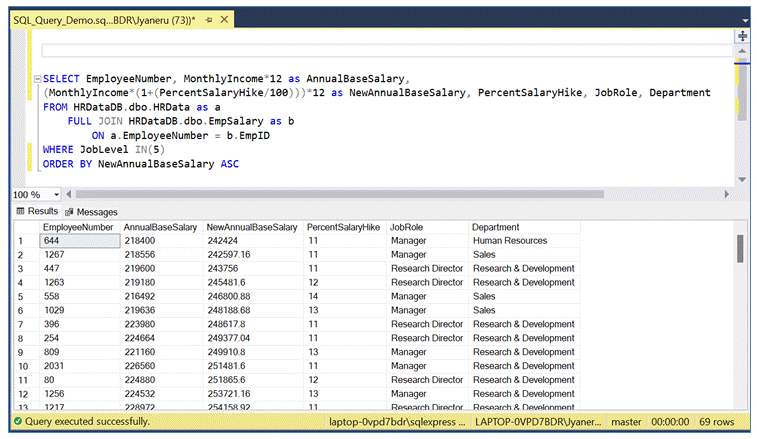 SQL_Query_Demo.sq...BDR\Jyaneru (73))*
SELECT EmployeeNumber, MonthlyIncome*12 as AnnualBaseSalary,
(MonthlyIncome*(1+(PercentSalaryHike/100)))*12 as NewAnnualBaseSalary, PercentSalaryHike, JobRole, Department
FROM HRDataDB.dbo.HRData as a
FULL JOIN HRDataDB.dbo.EmpSalary as b
ON a.EmployeeNumber = b.EmpID
WHERE JobLevel IN(5)
ORDER BY NewAnnualBaseSalary ASC
100 %
Results Messages
EmployeeNumber AnnualBaseSalary NewAnnualBaseSalary PercentSalaryHike JobRole Department
1 644 218400 242424 11 Manager Human Resources
2 1267 218556 242597.16 11 Manager Sales
3 447 219600 243756 11 Research Director Research & Development
4 1263 219180 245481.6 12 Research Director Research & Development
5 558 216492 246800.88 14 Manager Sales
6 1029 219636 248188.68 13 Manager Sales
7 396 223980 248617.8 11 Research Director Research & Development
8 254 224664 249377.04 11 Research Director Research & Development
9 809 221160 249910.8 13 Manager Research & Development
10 2031 226560 251481.6 11 Manager Research & Development
11 80 224880 251865.6 12 Research Director Research & Development
12 1256 224532 253721.16 13 Manager Research & Development
13 1217 228972 254158.92 11 Research Director Research & Development
Query executed successfully. laptop-0vpd7bdr\sqlexpress ... LAPTOP-0VPD7BDR\Jyaner... master 00:00:00 69 rows